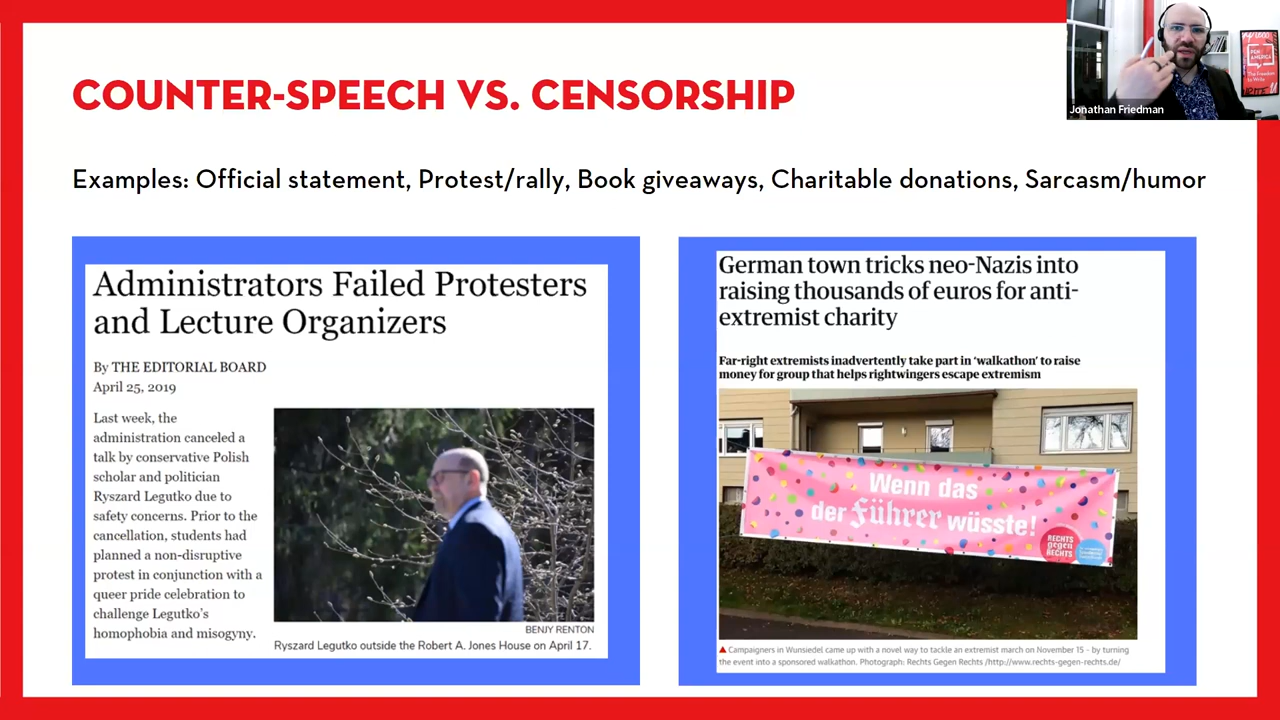 COUNTER-SPEECH VS. CENSORSHIP
Jonathan Friedman
PEN
AMERICA
The Freedom
to Write
Examples: Official statement, Protest/rally, Book giveaways, Charitable donations, Sarcasm/humor
Administrators Failed Protesters
and Lecture Organizers
By THE EDITORIAL BOARD
April 25, 2019
Last week, the
administration canceled a
talk by conservative Polish
scholar and politician
Ryszard Legutko due to
safety concerns. Prior to the
cancellation, students had
planned a non-disruptive
protest in conjunction with a
queer pride celebration to
challenge Legutko's
homophobia and misogyny.
BENJY RENTON
Ryszard Legutko outside the Robert A. Jones House on April 17.
German town tricks neo-Nazis into
raising thousands of euros for anti-
extremist charity
Far-right extremists inadvertently take part in 'walkathon' to raise
money for group that helps rightwingers escape extremism
Wenn das
der Führer wüsste!
RECHTS
gegen
RECHTS
Campaigners in Wunsiedel came up with a novel way to tackle an extremist march on November 15 - by turning
the event into a sponsored walkathon. Photograph: Rechts Gegen Rechts /http://www.rechts-gegen-rechts.de/